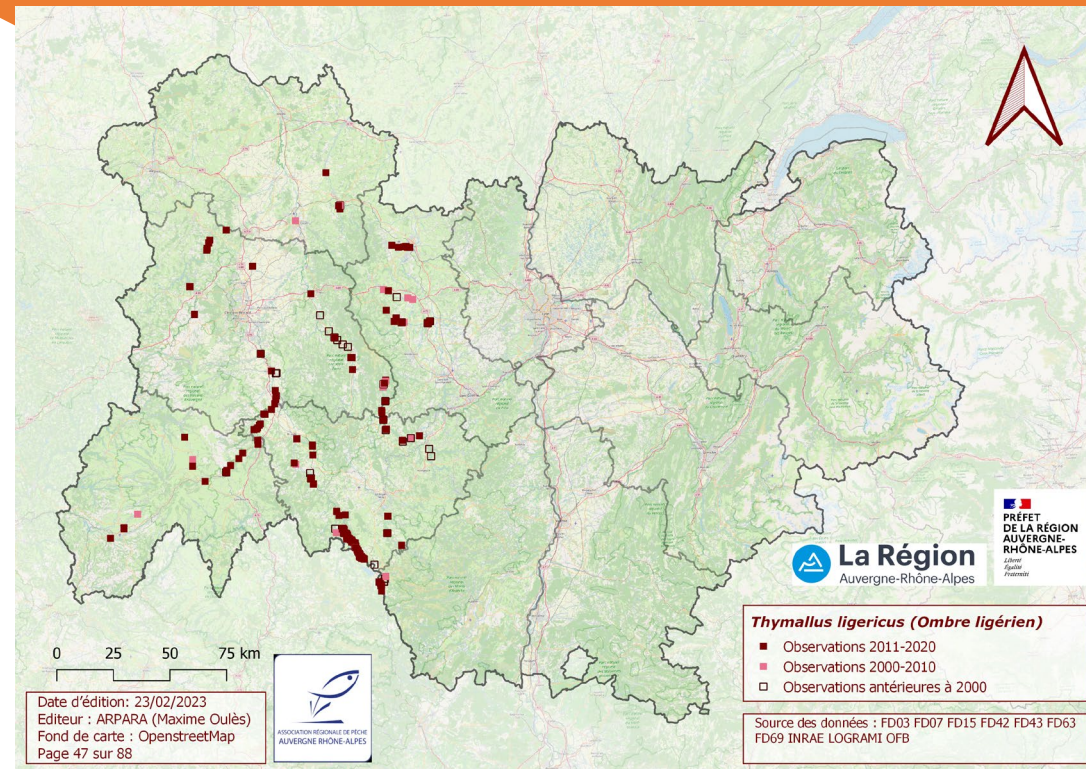 PRÉFET
DE LA RÉGION
AUVERGNE-
RHÔNE-ALPES
Liberté
Égalité
Fraternité
La Région
Auvergne-Rhône-Alpes
Thymallus ligericus (Ombre ligérien)
Observations 2011-2020
Observations 2000-2010
Observations antérieures à 2000
0 25 50 75 km
Date d'édition: 23/02/2023
Editeur : ARPARA (Maxime Oulès)
Fond de carte : OpenstreetMap
Page 47 sur 88
ASSOCIATION RÉGIONALE DE PÊCHE
AUVERGNE RHÔNE-ALPES
Source des données : FD03 FD07 FD15 FD42 FD43 FD63
FD69 INRAE LOGRAMI OFB